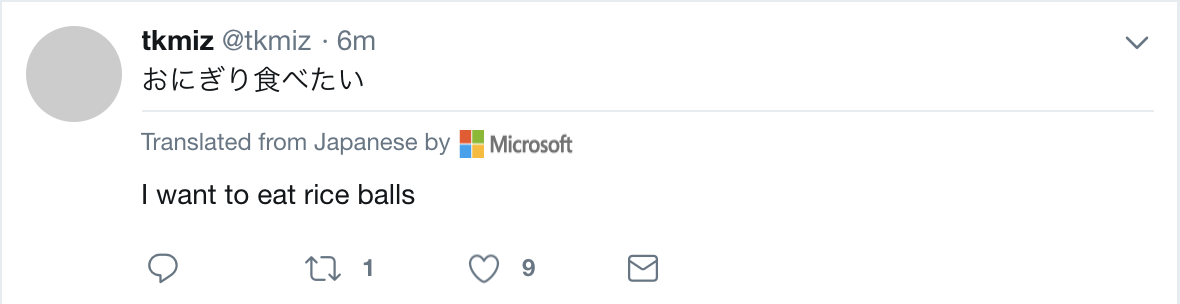 tkmiz @tkmiz · 6m
おにぎり食べたい
Translated from Japanese by Microsoft
I want to eat rice balls
1 9